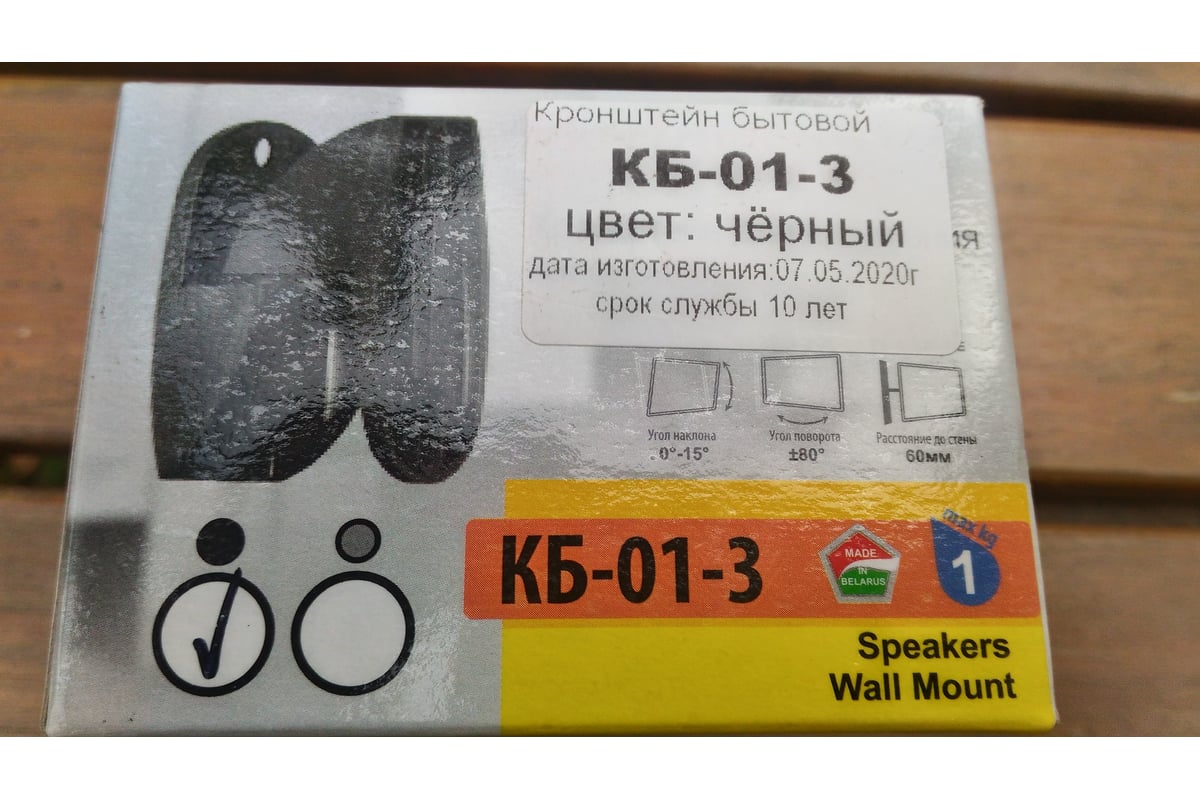 Кронштейн бытовой
КБ-01-3
цвет: чёрный
дата изготовления:07.05.2020г
срок службы 10 лет
Угол наклона
0°-15°
Угол поворота
±80°
Расстояние до стены
60мм
КБ-01-3
MADE
IN
BELARUS
max kg
1
Speakers
Wall Mount